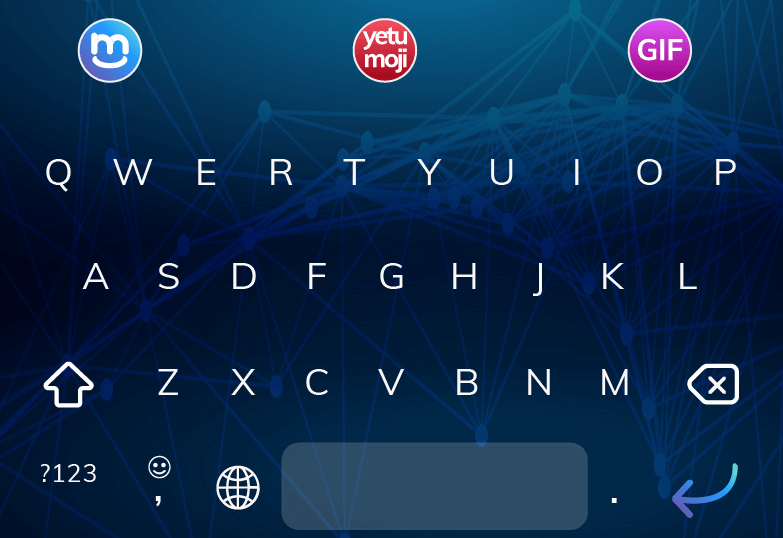 m yetu moji GIF
Q W E R T Y U I O P
A S D F G H J K L
Z X C V B N M
?123 , .